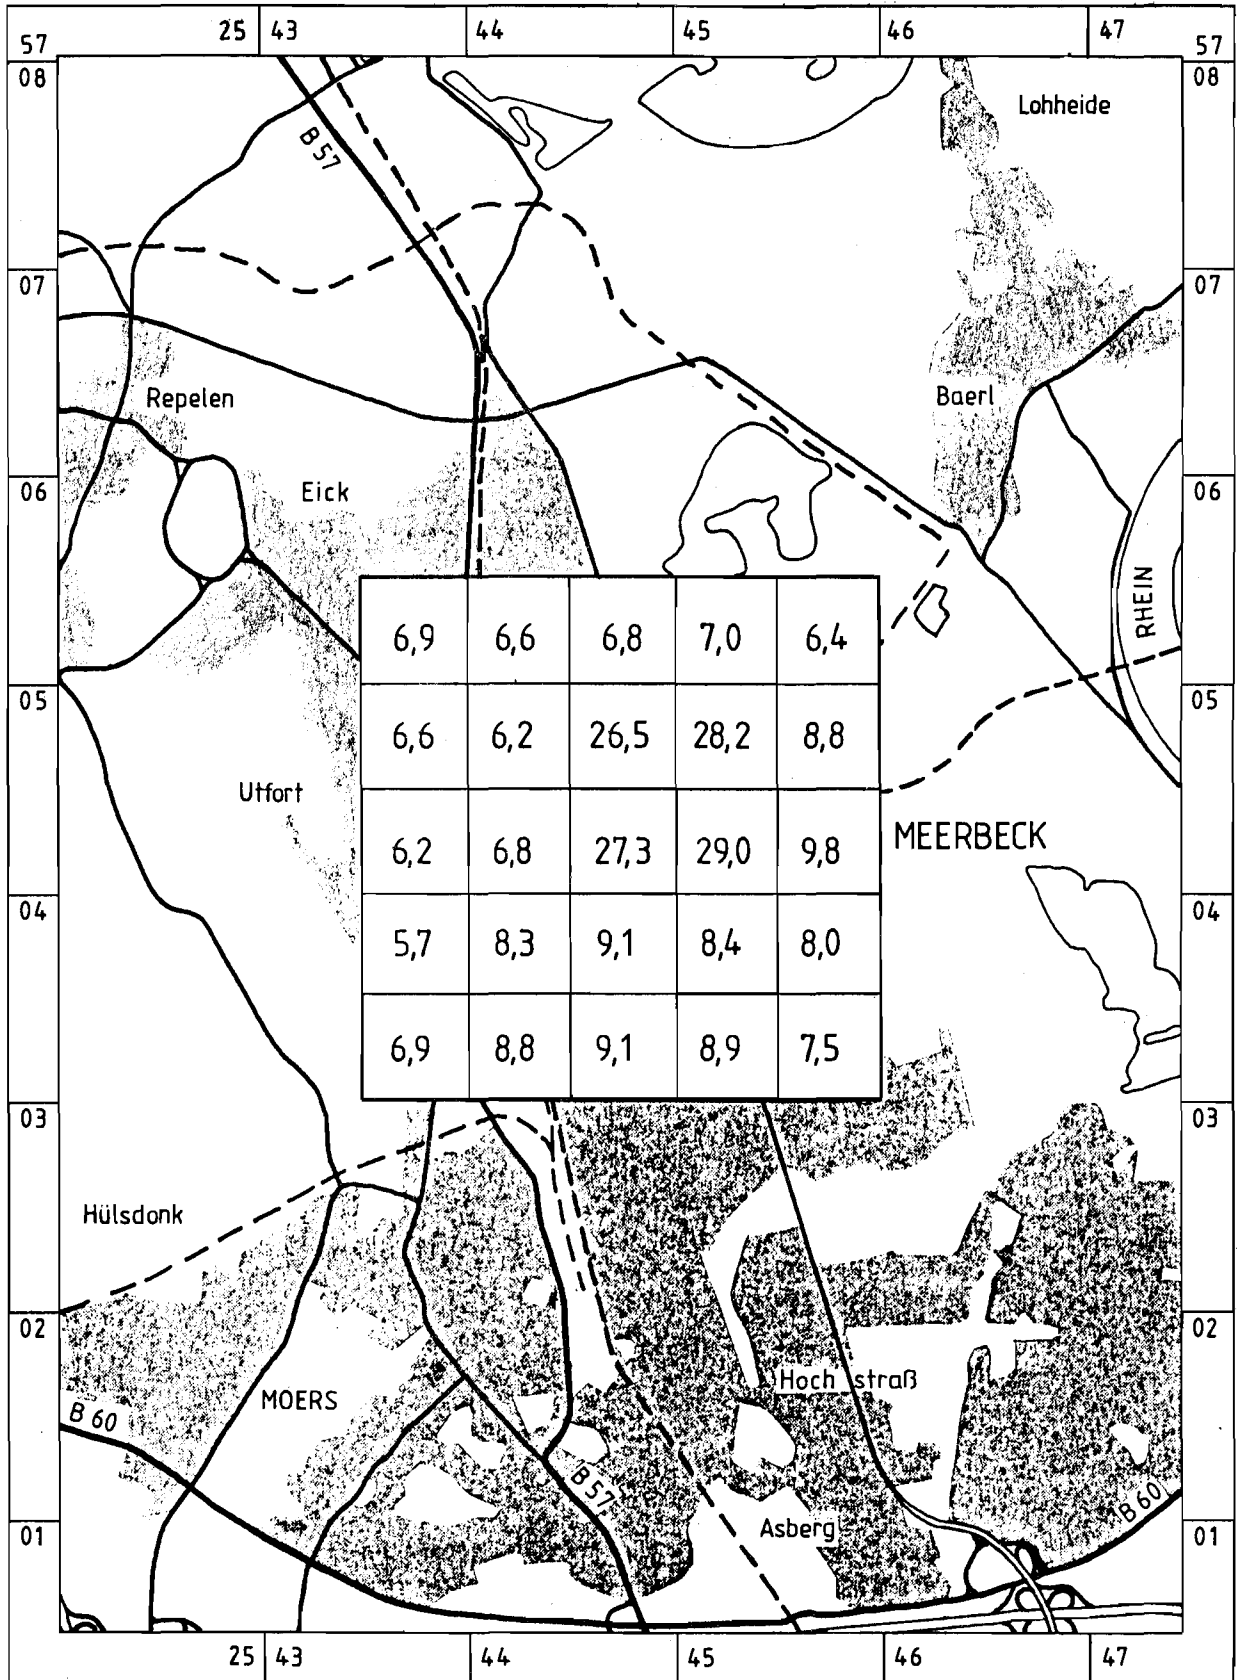 25 43 44 45 46 47
57 57
08 08
Lohheide
B 57
07 07
Repelen Baerl
06 Eick 06
RHEIN
6,9 6,6 6,8 7,0 6,4
05 05
6,6 6,2 26,5 28,2 8,8
Utfort
MEERBECK
6,2 6,8 27,3 29,0 9,8
04 04
5,7 8,3 9,1 8,4 8,0
6,9 8,8 9,1 8,9 7,5
03 03
Hülsdonk
02 02
Hochstraß
MOERS
B 60
B 57
B 60
Asberg
01 01
25 43 44 45 46 47